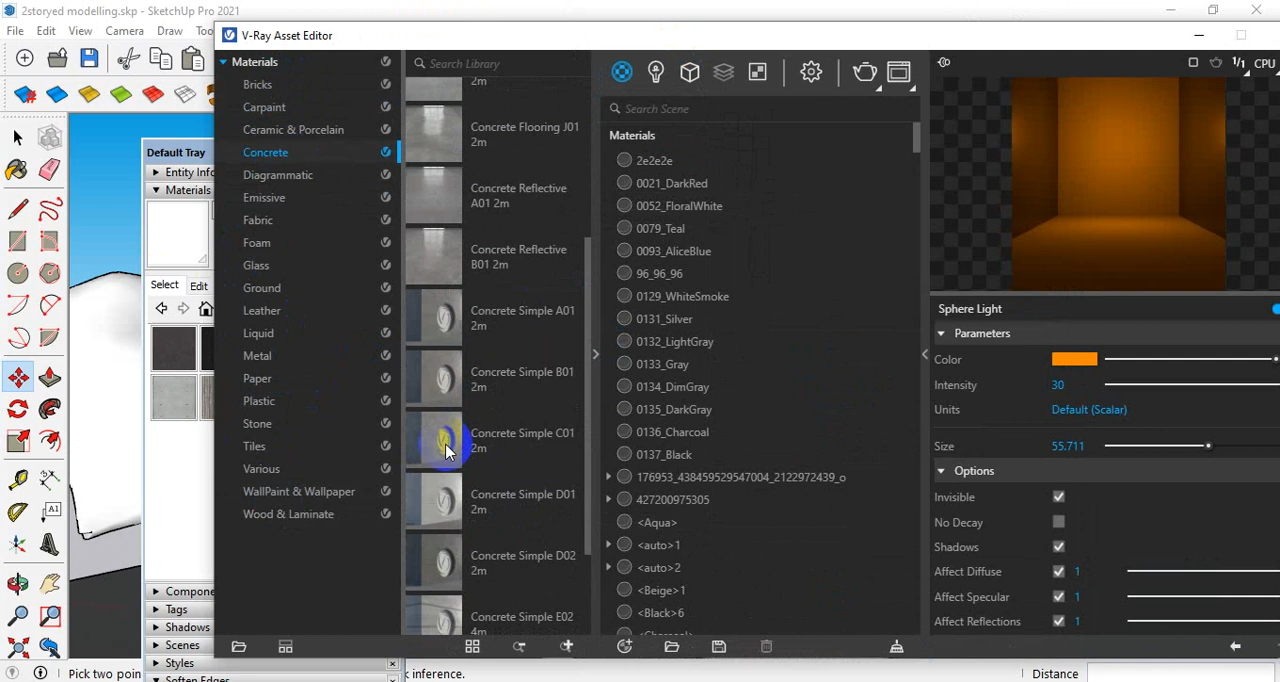 2storyed modelling.skp - SketchUp Pro 2021
File Edit View Camera Draw Too
V-Ray Asset Editor
Default Tray
Entity Info
Materials
Select Edit
Compone
Tags
Shadows
Scenes
Styles
Soften Edges
Materials
Bricks
Carpaint
Ceramic & Porcelain
Concrete
Diagrammatic
Emissive
Fabric
Foam
Glass
Ground
Leather
Liquid
Metal
Paper
Plastic
Stone
Tiles
Various
WallPaint & Wallpaper
Wood & Laminate
Search Library
2m
Concrete Flooring J01
2m
Concrete Reflective
A01 2m
Concrete Reflective
B01 2m
Concrete Simple A01
2m
Concrete Simple B01
2m
Concrete Simple C01
2m
Concrete Simple D01
2m
Concrete Simple D02
2m
Concrete Simple E02
4m
Search Scene
Materials
2e2e2e
0021_DarkRed
0052_FloralWhite
0079_Teal
0093_AliceBlue
96_96_96
0129_WhiteSmoke
0131_Silver
0132_LightGray
0133_Gray
0134_DimGray
0135_DarkGray
0136_Charcoal
0137_Black
176953_438459529547004_2122972439_o
427200975305
<Aqua>
<auto>1
<auto>2
<Beige>1
<Black>6
1/1 CPU
Sphere Light
Parameters
Color
Intensity 30
Units Default (Scalar)
Size 55.711
Options
Invisible
No Decay
Shadows
Affect Diffuse 1
Affect Specular 1
Affect Reflections 1
Pick two poin
k inference.
Distance